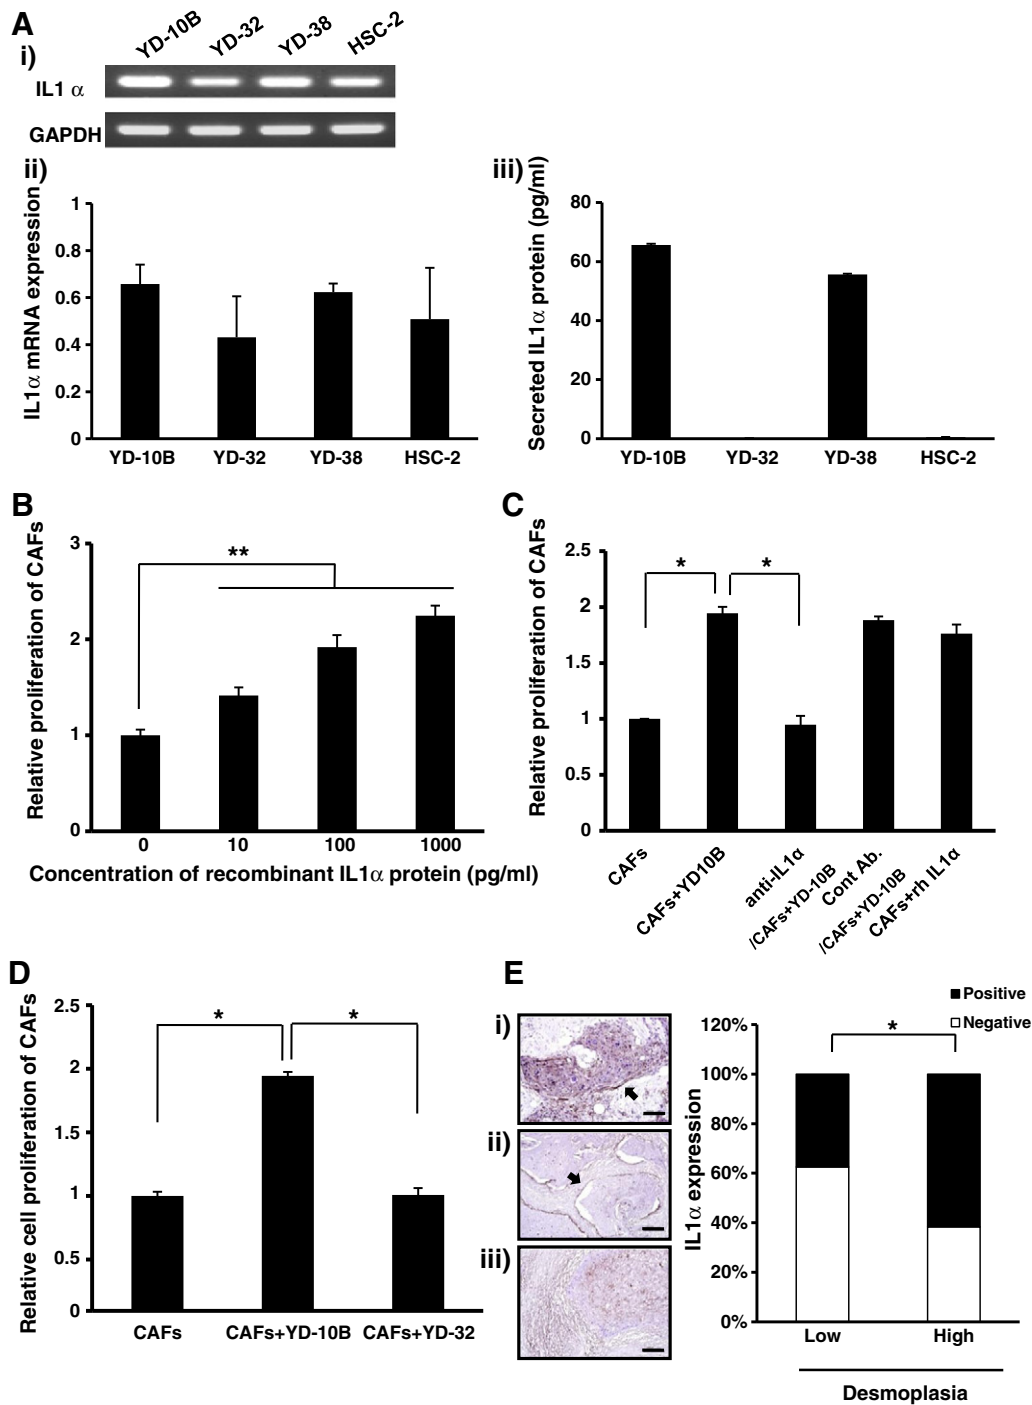 A
i)
YD-10B YD-32 YD-38 HSC-2
IL1 α
GAPDH
ii)
IL1α mRNA expression
1
0.8
0.6
0.4
0.2
0
YD-10B YD-32 YD-38 HSC-2
iii)
Secreted IL1α protein (pg/ml)
80
60
40
20
0
YD-10B YD-32 YD-38 HSC-2
B
Relative proliferation of CAFs
3
2
1
0
**
0 10 100 1000
Concentration of recombinant IL1α protein (pg/ml)
C
Relative proliferation of CAFs
2.5
2
1.5
1
0.5
0
* *
CAFs
CAFs+YD10B
anti-IL1α
/CAFs+YD-10B
Cont Ab.
/CAFs+YD-10B
CAFs+rh IL1α
D
Relative cell proliferation of CAFs
2.5
2
1.5
1
0.5
0
* *
CAFs CAFs+YD-10B CAFs+YD-32
E
i)
ii)
iii)
Positive
Negative
IL1α expression
120%
100%
80%
60%
40%
20%
0%
*
Low High
Desmoplasia